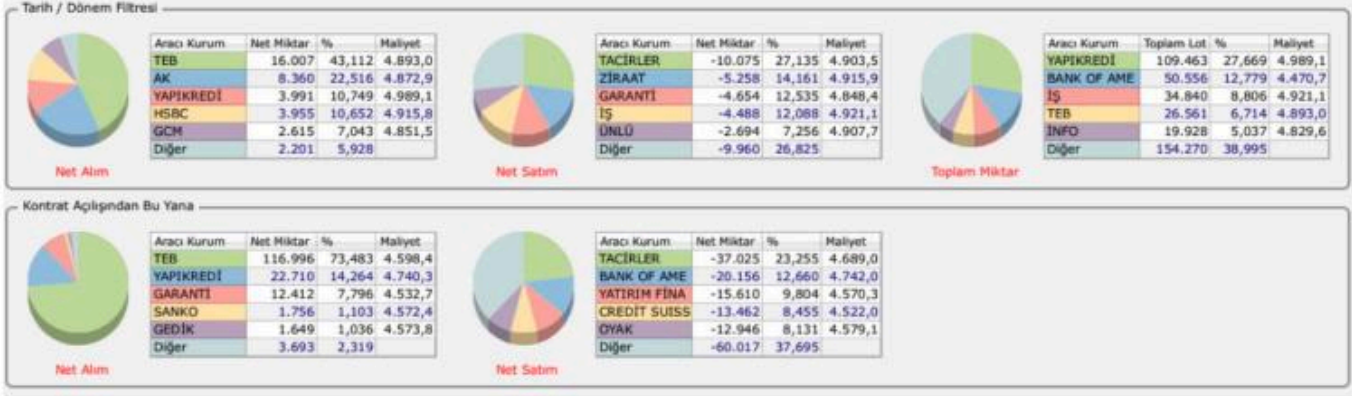 Tarih / Dönem Filtresi
Aracı Kurum Net Miktar % Maliyet
TEB 16.007 43,112 4.893,0
AK 8.360 22,516 4.872,9
YAPIKREDİ 3.991 10,749 4.989,1
HSBC 3.955 10,652 4.915,8
GCM 2.615 7,043 4.851,5
Diğer 2.201 5,928
Net Alım
Aracı Kurum Net Miktar % Maliyet
TACİRLER -10.075 27,135 4.903,5
ZİRAAT -5.258 14,161 4.915,9
GARANTİ -4.654 12,535 4.848,4
İŞ -4.488 12,088 4.921,1
ÜNLÜ -2.694 7,256 4.907,7
Diğer -9.960 26,825
Net Satım
Aracı Kurum Toplam Lot % Maliyet
YAPIKREDİ 109.463 27,669 4.989,1
BANK OF AME 50.556 12,779 4.470,7
İŞ 34.840 8,806 4.921,1
TEB 26.561 6,714 4.893,0
İNFO 19.928 5,037 4.829,6
Diğer 154.270 38,995
Toplam Miktar
Kontrat Açılışından Bu Yana
Aracı Kurum Net Miktar % Maliyet
TEB 116.996 73,483 4.598,4
YAPIKREDİ 22.710 14,264 4.740,3
GARANTİ 12.412 7,796 4.532,7
SANKO 1.756 1,103 4.572,4
GEDİK 1.649 1,036 4.573,8
Diğer 3.693 2,319
Net Alım
Aracı Kurum Net Miktar % Maliyet
TACİRLER -37.025 23,255 4.689,0
BANK OF AME -20.156 12,660 4.742,0
YATIRIM FİNA -15.610 9,804 4.570,3
CREDİT SUISS -13.462 8,455 4.522,0
OYAK -12.946 8,131 4.579,1
Diğer -60.017 37,695
Net Satım